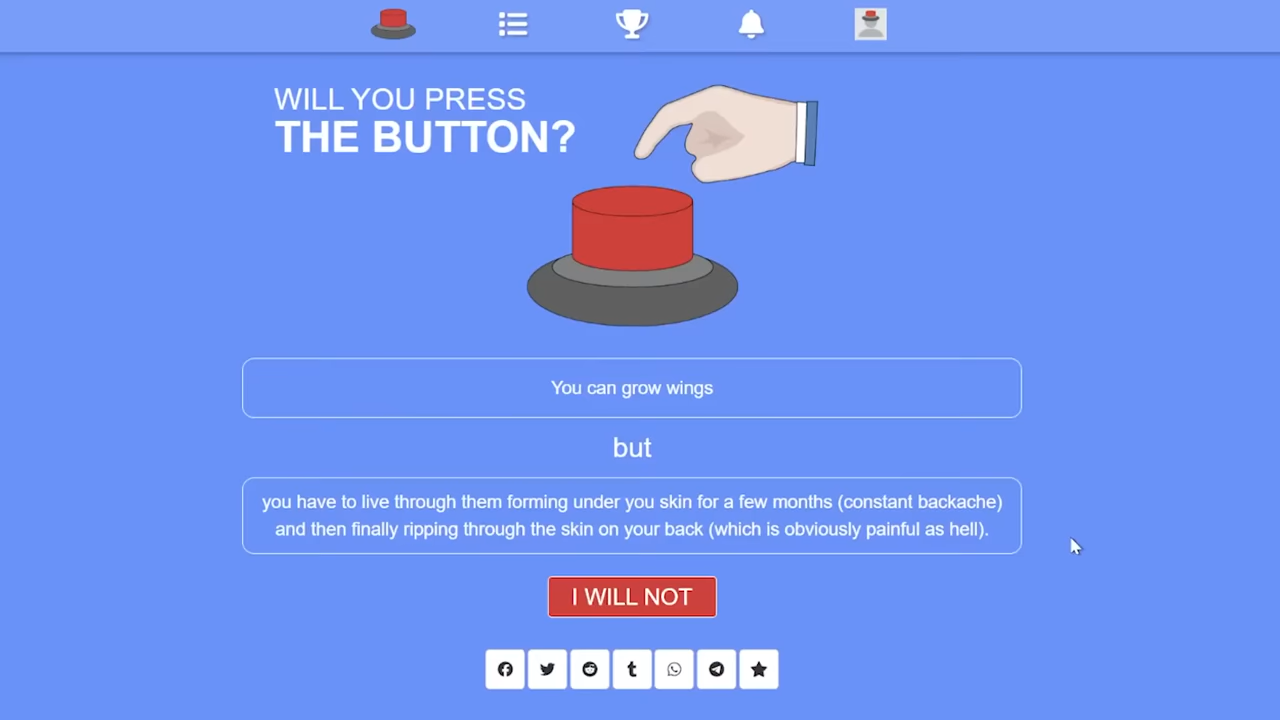 WILL YOU PRESS
THE BUTTON?
You can grow wings
but
you have to live through them forming under you skin for a few months (constant backache)
and then finally ripping through the skin on your back (which is obviously painful as hell).
I WILL NOT